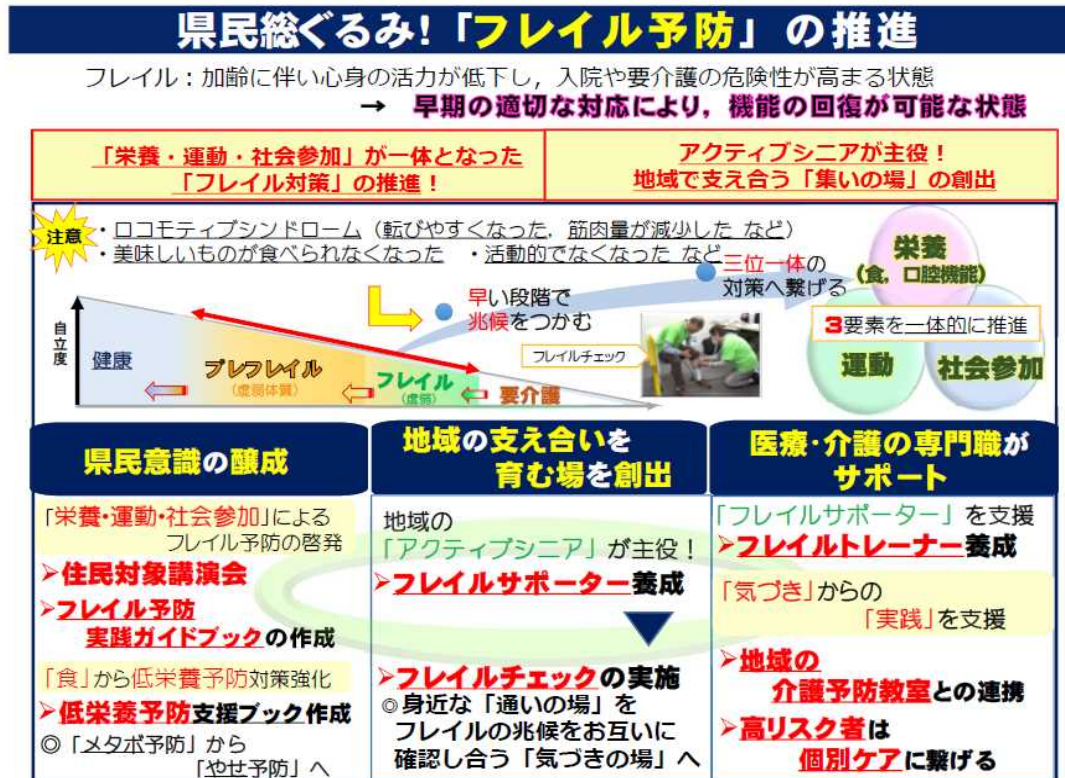 県民総ぐるみ!「フレイル予防」の推進
フレイル:加齢に伴い心身の活力が低下し,入院や要介護の危険性が高まる状態
→ 早期の適切な対応により,機能の回復が可能な状態
「栄養・運動・社会参加」が一体となった
「フレイル対策」の推進!
アクティブシニアが主役!
地域で支え合う「集いの場」の創出
注意
・ロコモティブシンドローム(転びやすくなった,筋肉量が減少した など)
・美味しいものが食べられなくなった ・活動的でなくなった など
早い段階で
兆候をつかむ
三位一体の
対策へ繋げる
栄養
(食,口腔機能)
3要素を一体的に推進
運動
社会参加
フレイルチェック
自立度
健康
プレフレイル
(虚弱体質)
フレイル
(虚弱)
要介護
県民意識の醸成
「栄養・運動・社会参加」による
フレイル予防の啓発
➢住民対象講演会
➢フレイル予防
実践ガイドブックの作成
「食」から低栄養予防対策強化
➢低栄養予防支援ブック作成
◎「メタボ予防」から
「やせ予防」へ
地域の支え合いを
育む場を創出
地域の
「アクティブシニア」が主役!
➢フレイルサポーター養成
➢フレイルチェックの実施
◎身近な「通いの場」を
フレイルの兆候をお互いに
確認し合う「気づきの場」へ
医療・介護の専門職が
サポート
「フレイルサポーター」を支援
➢フレイルトレーナー養成
「気づき」からの
「実践」を支援
➢地域の
介護予防教室との連携
➢高リスク者は
個別ケアに繋げる